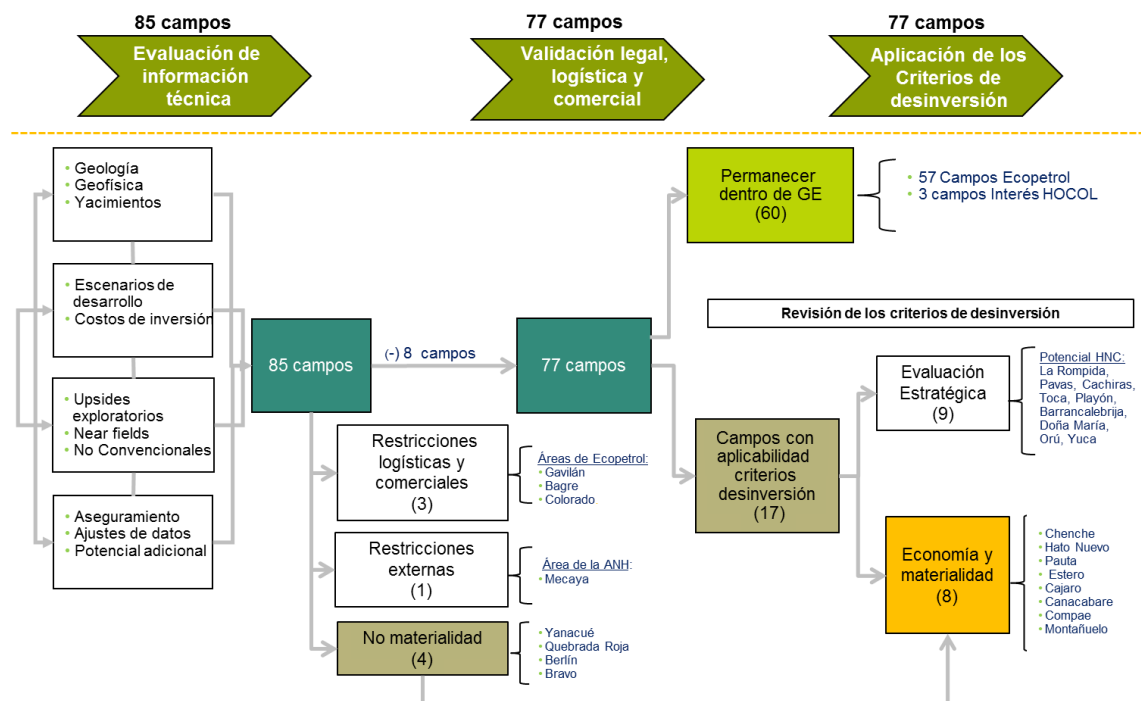 85 campos
77 campos
77 campos
Evaluación de
información
técnica
Validación legal,
logística y
comercial
Aplicación de los
Criterios de
desinversión
• Geología
• Geofísica
• Yacimientos
• Escenarios de
desarrollo
• Costos de inversión
• Upsides
exploratorios
• Near fields
• No Convencionales
• Aseguramiento
• Ajustes de datos
• Potencial adicional
85 campos
(-) 8 campos
77 campos
Restricciones
logísticas y
comerciales
(3)
Áreas de Ecopetrol:
• Gavilán
• Bagre
• Colorado
Restricciones
externas
(1)
Área de la ANH:
• Mecaya
No materialidad
(4)
• Yanacué
• Quebrada Roja
• Berlín
• Bravo
Permanecer
dentro de GE
(60)
• 57 Campos Ecopetrol
• 3 campos Interés HOCOL
Revisión de los criterios de desinversión
Campos con
aplicabilidad
criterios
desinversión
(17)
Evaluación
Estratégica
(9)
Potencial HNC:
La Rompida,
Pavas, Cachiras,
Toca, Playón,
Barrancalebrija,
Doña María,
Orú, Yuca
Economía y
materialidad
(8)
• Chenche
• Hato Nuevo
• Pauta
• Estero
• Cajaro
• Canacabare
• Compae
• Montañuelo